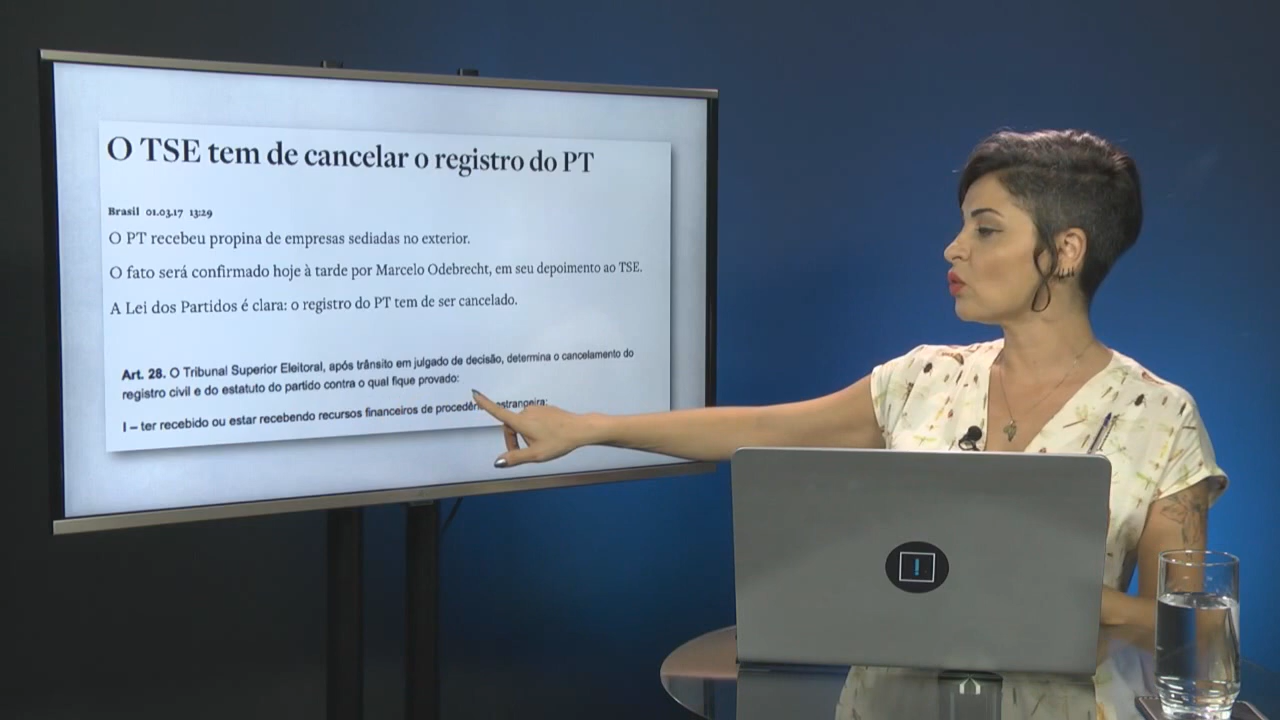 O TSE tem de cancelar o registro do PT
Brasil 01.03.17 13:29
O PT recebeu propina de empresas sediadas no exterior.
O fato será confirmado hoje à tarde por Marcelo Odebrecht, em seu depoimento ao TSE.
A Lei dos Partidos é clara: o registro do PT tem de ser cancelado.
Art. 28. O Tribunal Superior Eleitoral, após trânsito em julgado de decisão, determina o cancelamento do
registro civil e do estatuto do partido contra o qual fique provado:
I – ter recebido ou estar recebendo recursos financeiros de procedência estrangeira;